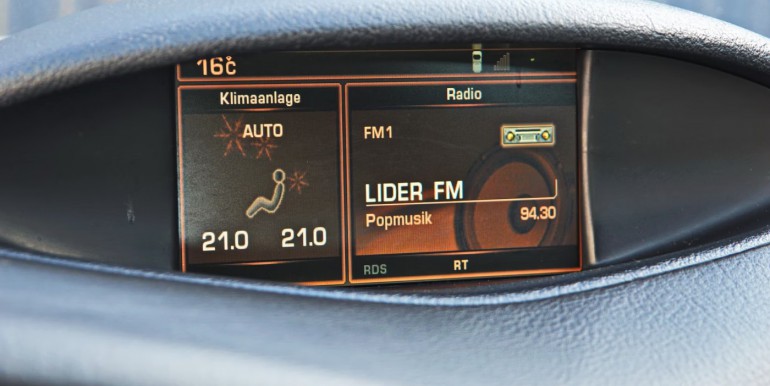 16°c
Klimaanlage
AUTO
21.0 21.0
Radio
FM1
LIDER FM
Popmusik 94.30
RDS RT